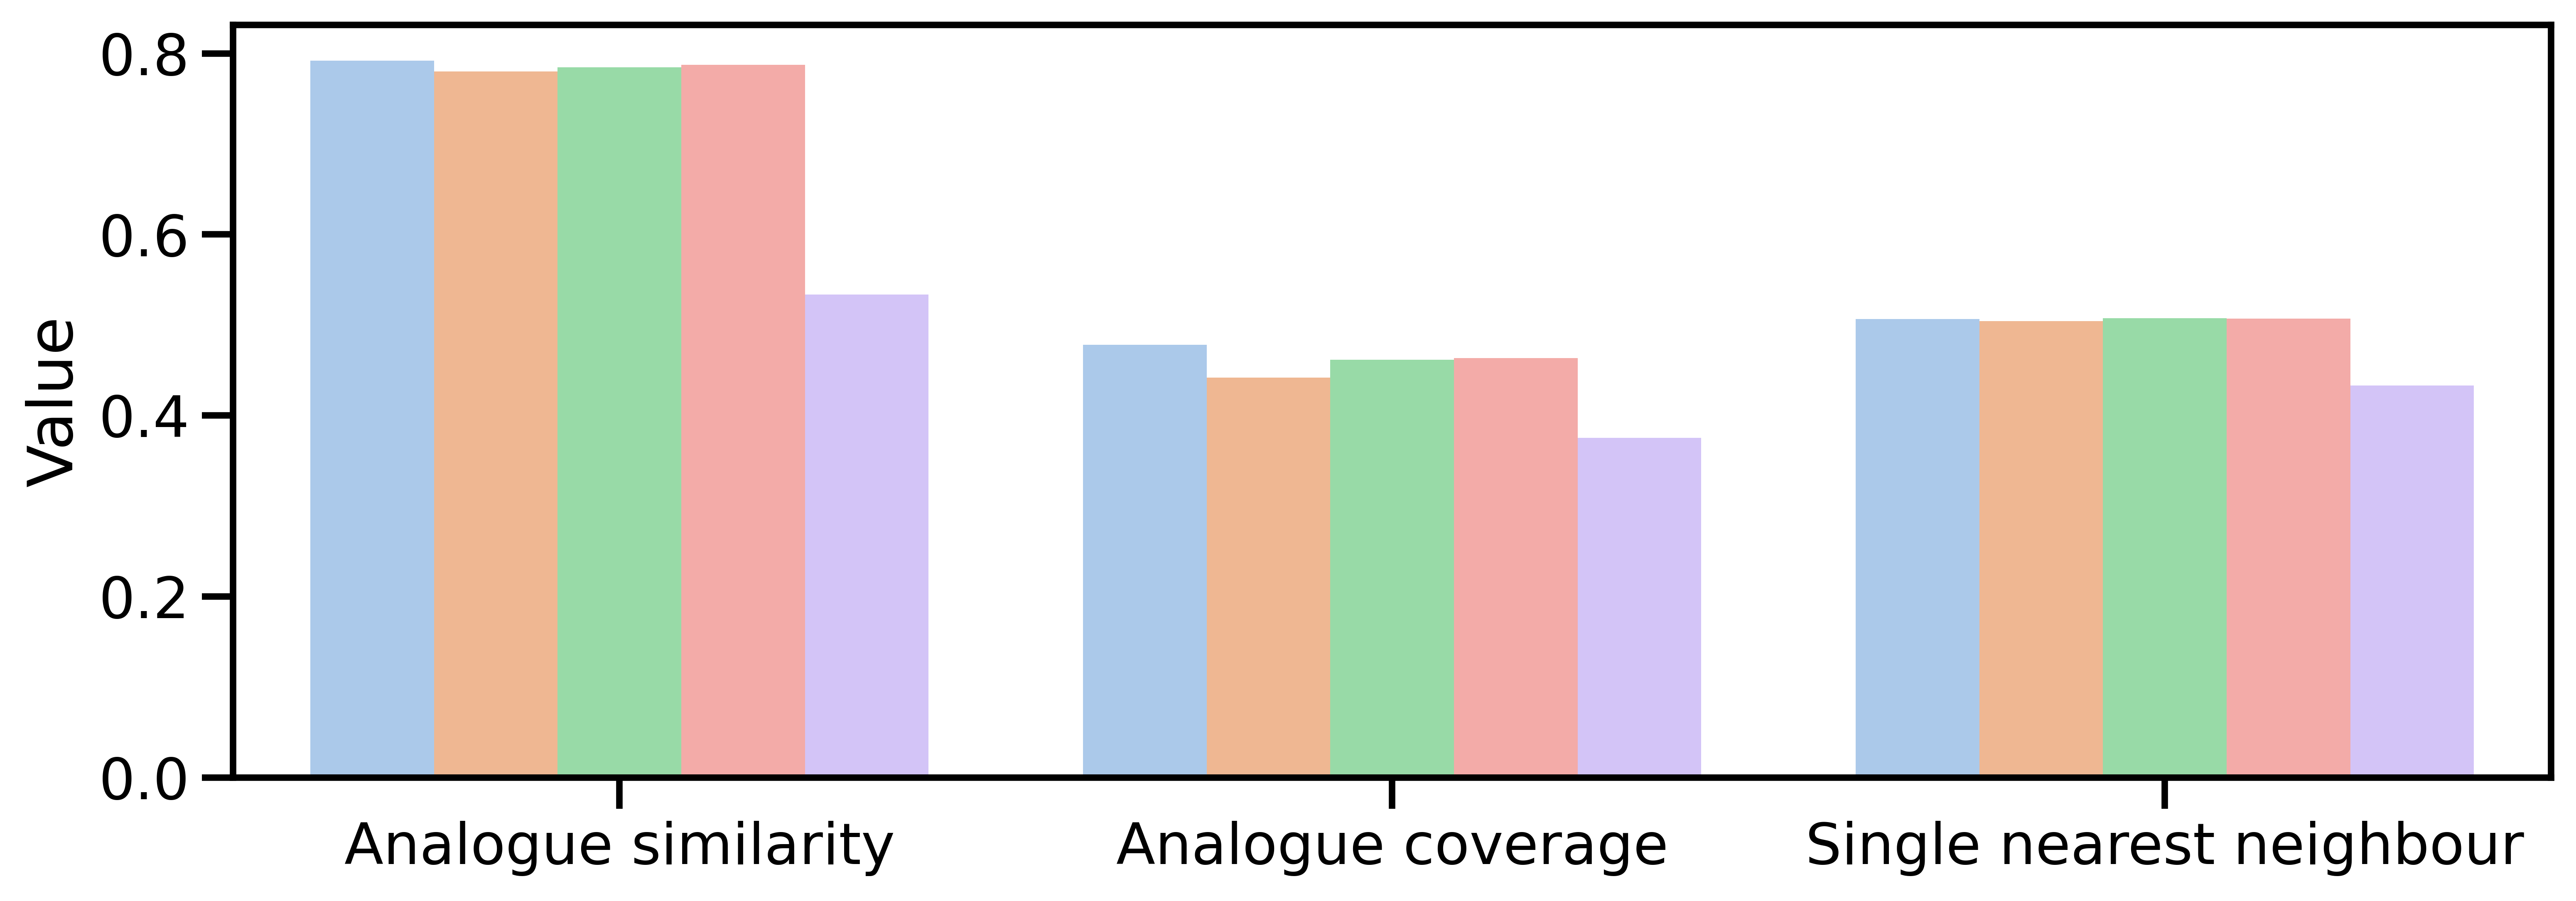 Value
0.8
0.6
0.4
0.2
0.0
Analogue similarity
Analogue coverage
Single nearest neighbour